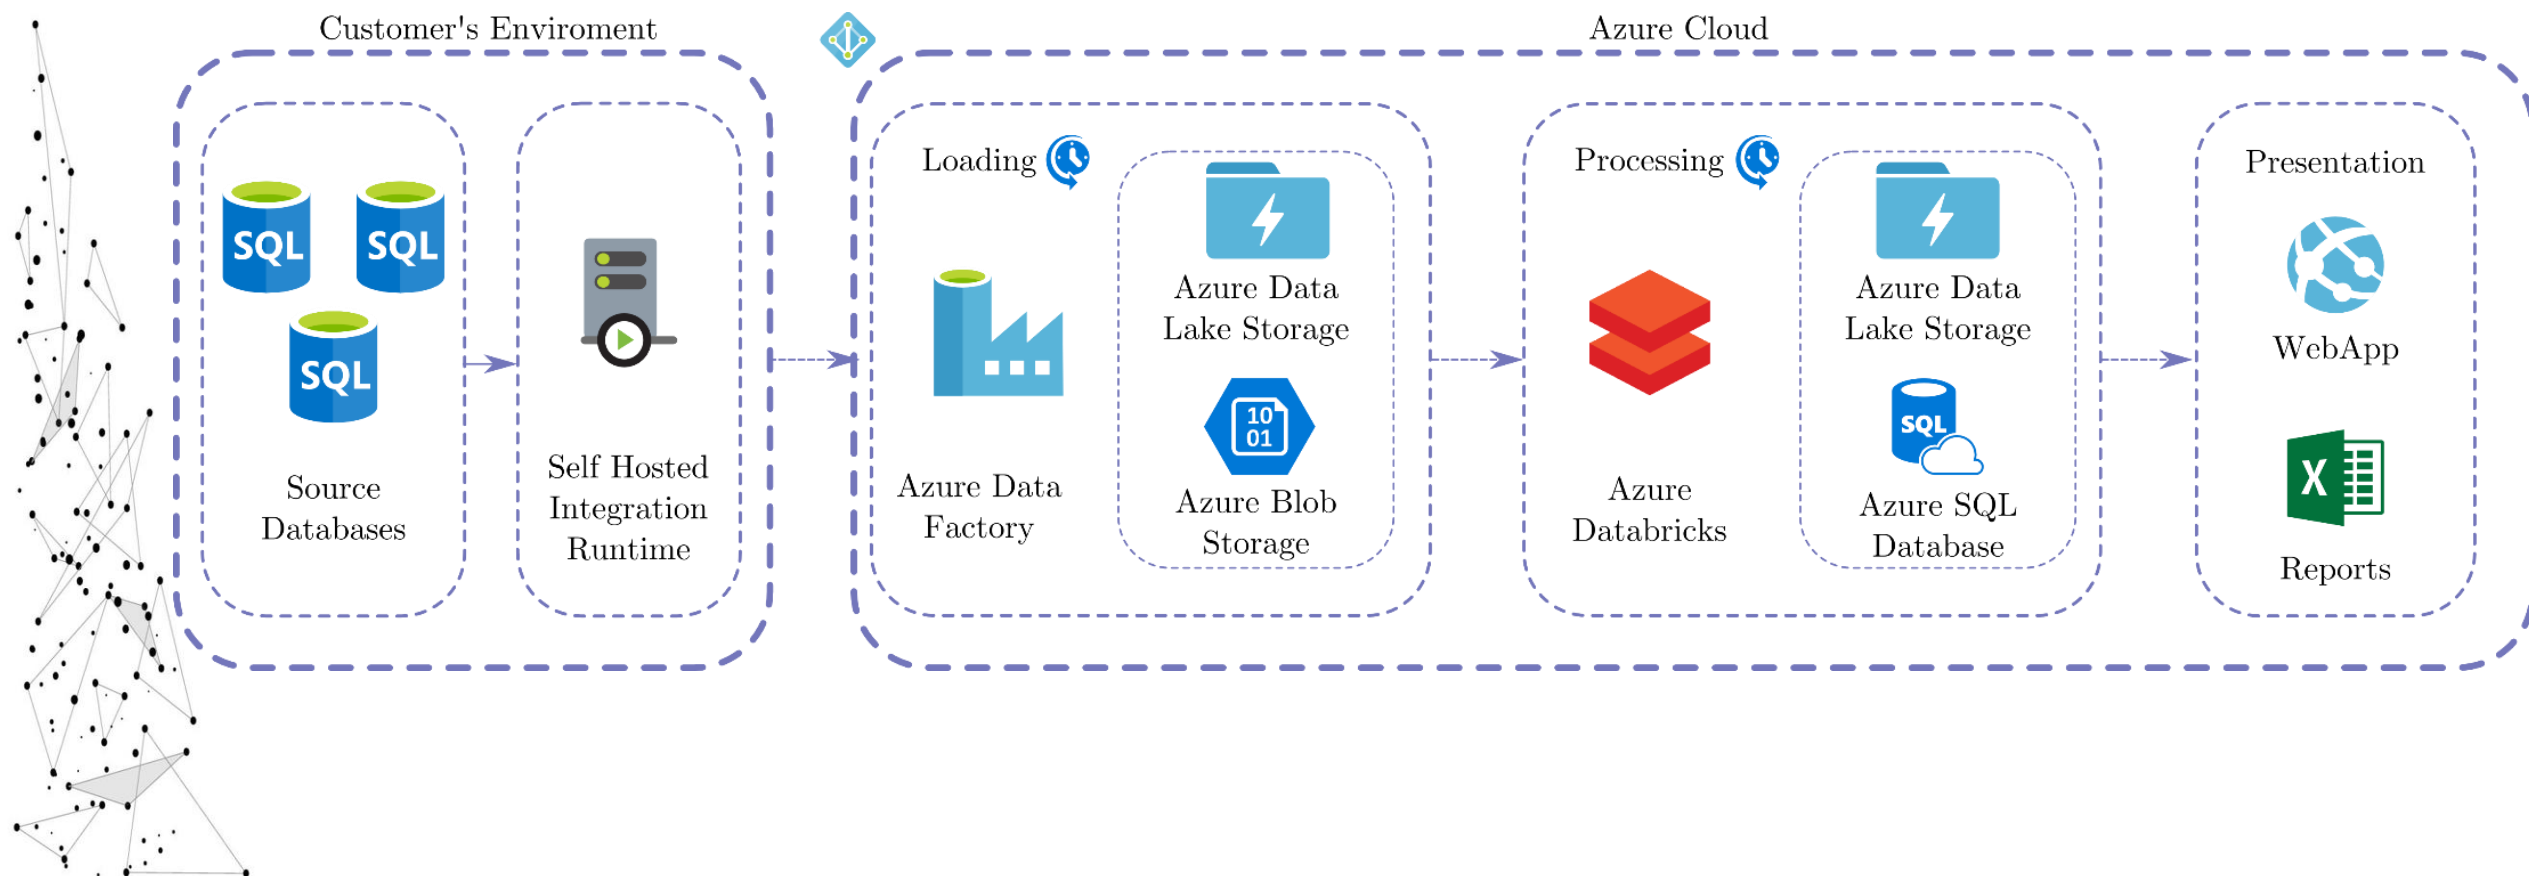 Customer's Enviroment
SQL
SQL
SQL
Source
Databases
Self Hosted
Integration
Runtime
Azure Cloud
Loading
Azure Data
Factory
Azure Data
Lake Storage
10
01
Azure Blob
Storage
Processing
Azure
Databricks
Azure Data
Lake Storage
SQL
Azure SQL
Database
Presentation
WebApp
X
Reports